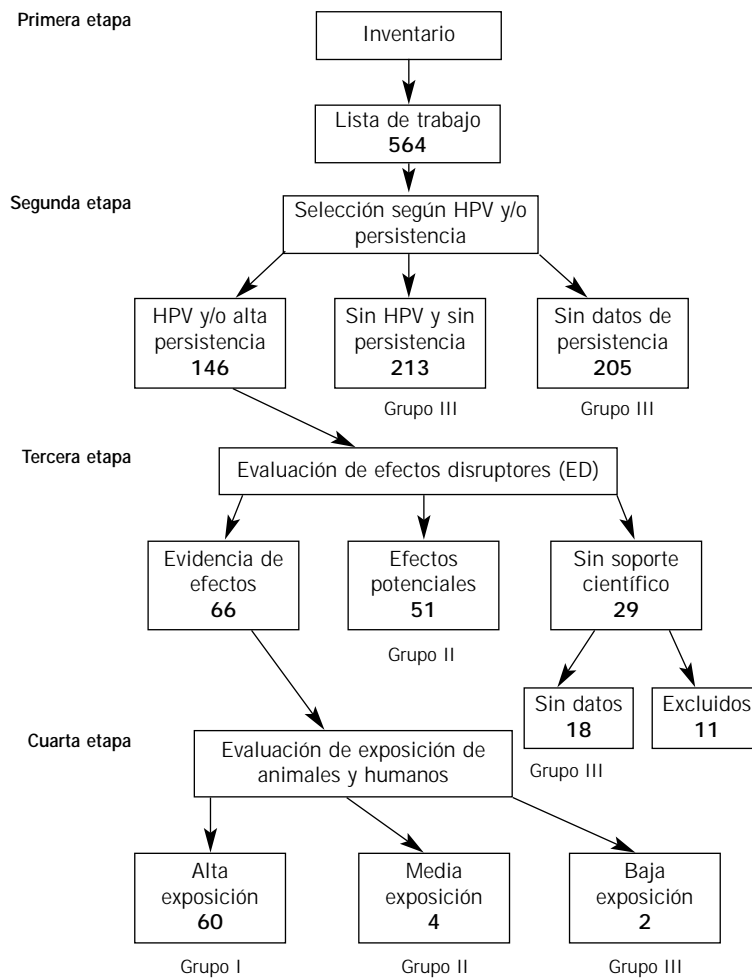 Primera etapa
Inventario
Lista de trabajo
564
Segunda etapa
Selección según HPV y/o
persistencia
HPV y/o alta
persistencia
146
Sin HPV y sin
persistencia
213
Sin datos de
persistencia
205
Grupo III
Grupo III
Tercera etapa
Evaluación de efectos disruptores (ED)
Evidencia de
efectos
66
Efectos
potenciales
51
Sin soporte
científico
29
Grupo II
Sin datos
18
Excluidos
11
Grupo III
Cuarta etapa
Evaluación de exposición de
animales y humanos
Alta
exposición
60
Media
exposición
4
Baja
exposición
2
Grupo I
Grupo II
Grupo III